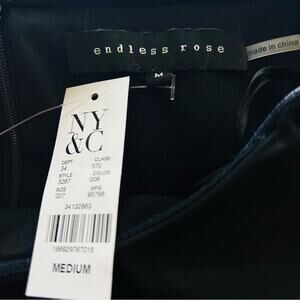 endless rose
M
made in china
NY
&C
DEPT CLASS
34 370
STYLE COLOR
3267 006
SIZE MFG
007 95798
34132863
196929767015
MEDIUM